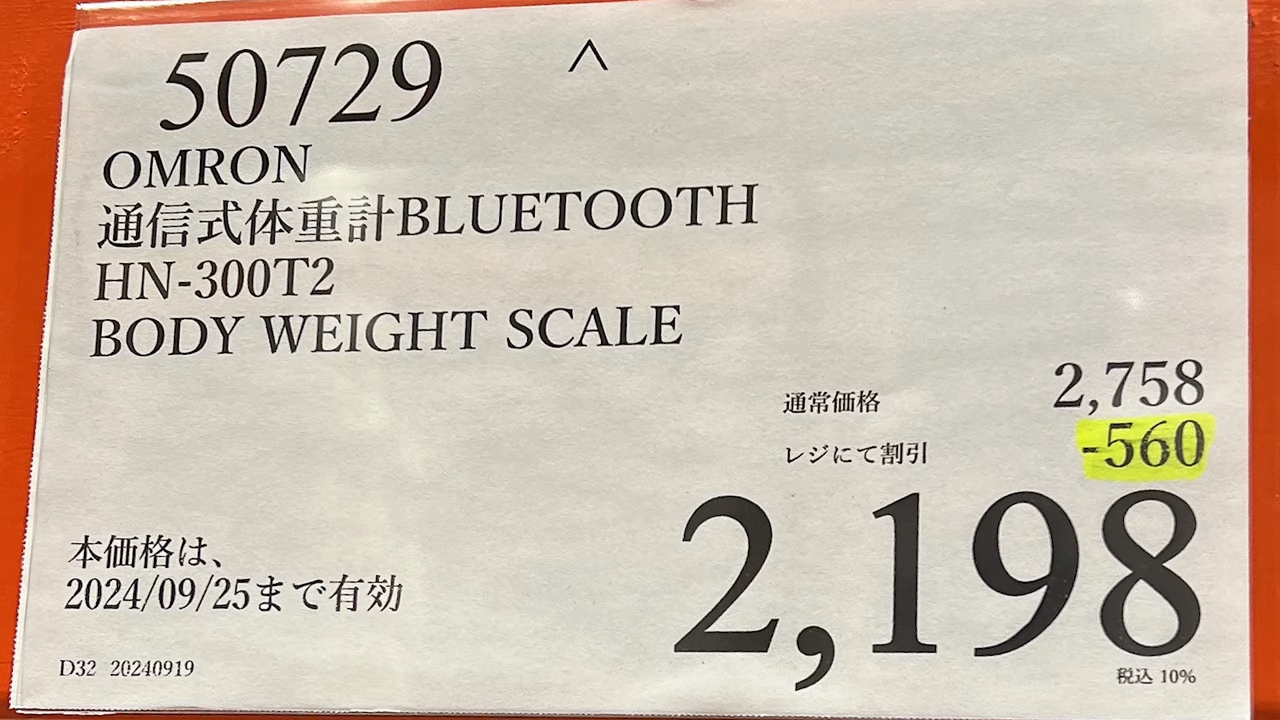 50729 ^
OMRON
通信式体重計BLUETOOTH
HN-300T2
BODY WEIGHT SCALE
通常価格 2,758
レジにて割引 -560
2,198
税込 10%
本価格は、
2024/09/25まで有効
D32 20240919